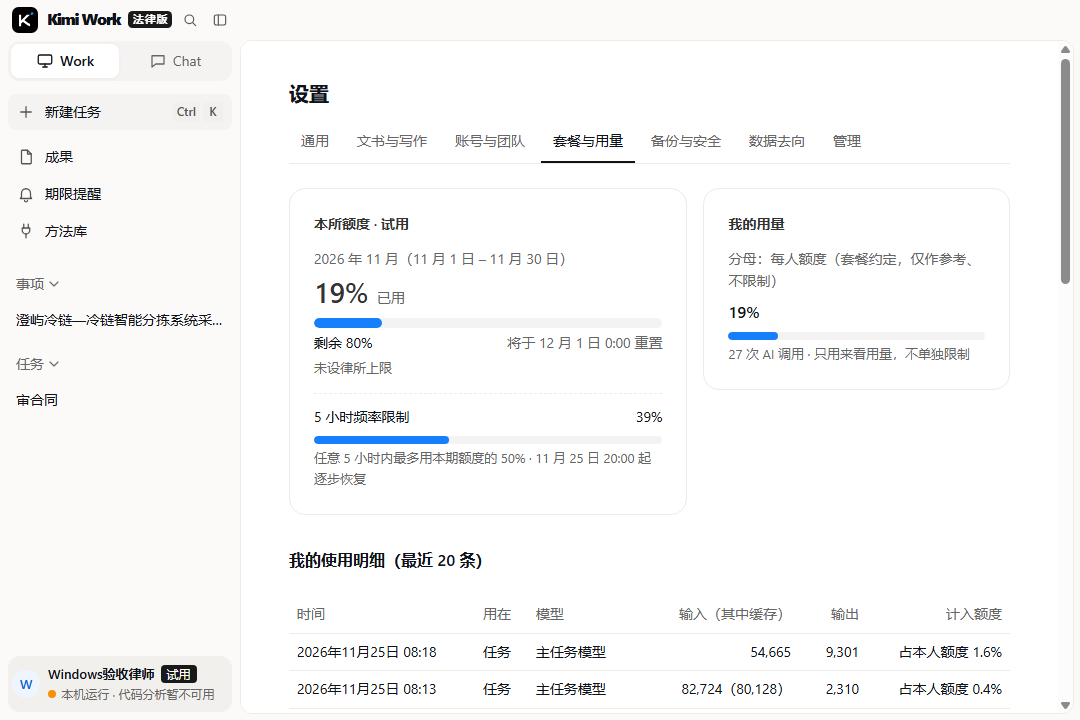 Kimi Work 法律版
Work
Chat
新建任务 Ctrl K
成果
期限提醒
方法库
事项
澄屿冷链—冷链智能分拣系统采...
任务
审合同
Windows验收律师 试用
W
本机运行 · 代码分析暂不可用
设置
通用 文书与写作 账号与团队 套餐与用量 备份与安全 数据去向 管理
本所额度 · 试用
2026 年 11 月（11 月 1 日 – 11 月 30 日）
19% 已用
剩余 80% 将于 12 月 1 日 0:00 重置
未设律所上限
5 小时频率限制 39%
任意 5 小时内最多用本期额度的 50% · 11 月 25 日 20:00 起
逐步恢复
我的用量
分母：每人额度（套餐约定，仅作参考、
不限制）
19%
27 次 AI 调用 · 只用来看用量，不单独限制
我的使用明细（最近 20 条）
时间 用在 模型 输入（其中缓存） 输出 计入额度
2026年11月25日 08:18 任务 主任务模型 54,665 9,301 占本人额度 1.6%
2026年11月25日 08:13 任务 主任务模型 82,724（80,128） 2,310 占本人额度 0.4%